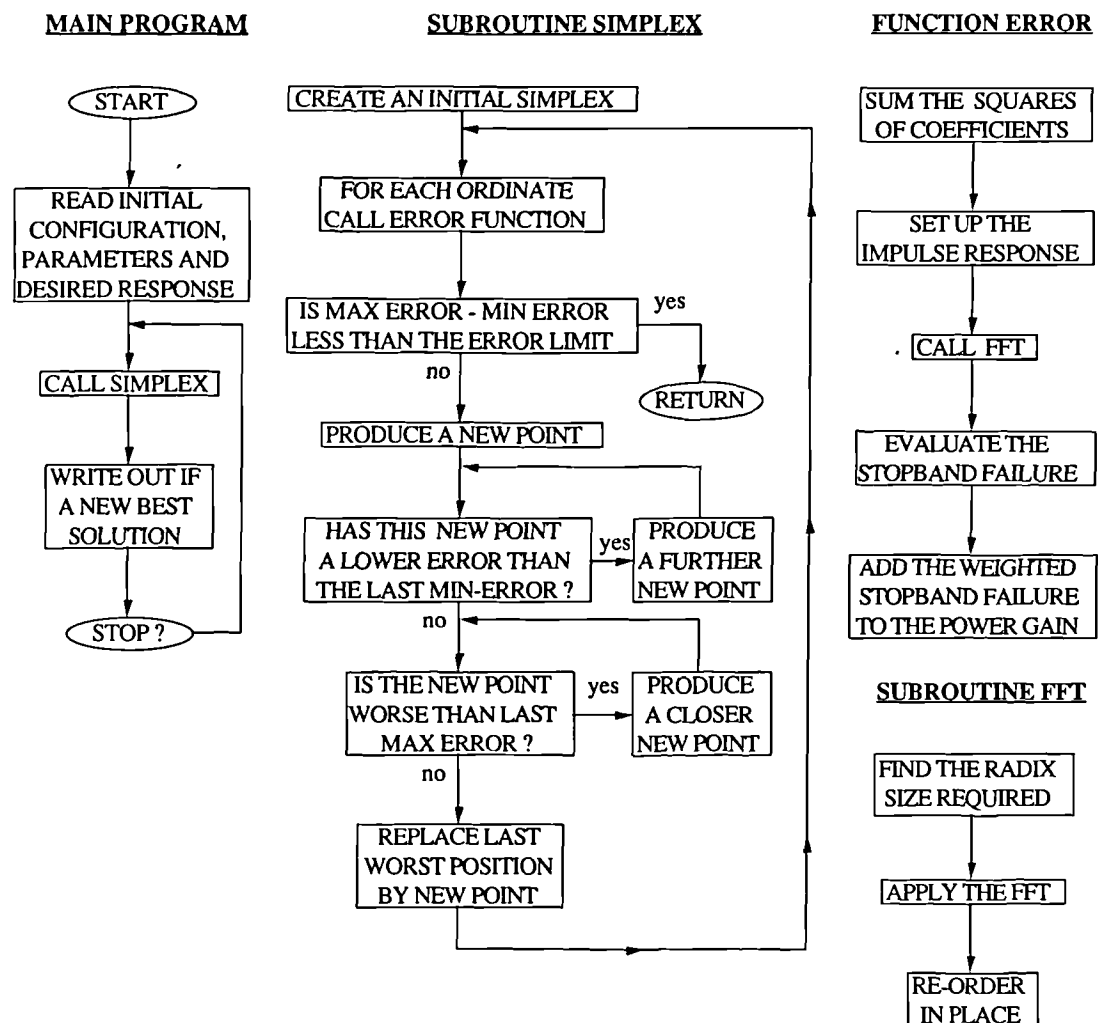 MAIN PROGRAM
START
READ INITIAL
CONFIGURATION,
PARAMETERS AND
DESIRED RESPONSE
CALL SIMPLEX
WRITE OUT IF
A NEW BEST
SOLUTION
STOP ?
SUBROUTINE SIMPLEX
CREATE AN INITIAL SIMPLEX
FOR EACH ORDINATE
CALL ERROR FUNCTION
IS MAX ERROR - MIN ERROR
LESS THAN THE ERROR LIMIT
yes
RETURN
no
PRODUCE A NEW POINT
HAS THIS NEW POINT
A LOWER ERROR THAN
THE LAST MIN-ERROR ?
yes
PRODUCE
A FURTHER
NEW POINT
no
IS THE NEW POINT
WORSE THAN LAST
MAX ERROR ?
yes
PRODUCE
A CLOSER
NEW POINT
no
REPLACE LAST
WORST POSITION
BY NEW POINT
FUNCTION ERROR
SUM THE SQUARES
OF COEFFICIENTS
SET UP THE
IMPULSE RESPONSE
CALL FFT
EVALUATE THE
STOPBAND FAILURE
ADD THE WEIGHTED
STOPBAND FAILURE
TO THE POWER GAIN
SUBROUTINE FFT
FIND THE RADIX
SIZE REQUIRED
APPLY THE FFT
RE-ORDER
IN PLACE